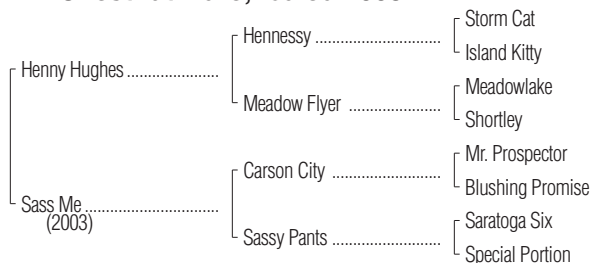 Storm Cat
Hennessy
Island Kitty
Henny Hughes
Meadowlake
Meadow Flyer
Shortley
Mr. Prospector
Carson City
Blushing Promise
Sass Me
(2003)
Saratoga Six
Sassy Pants
Special Portion